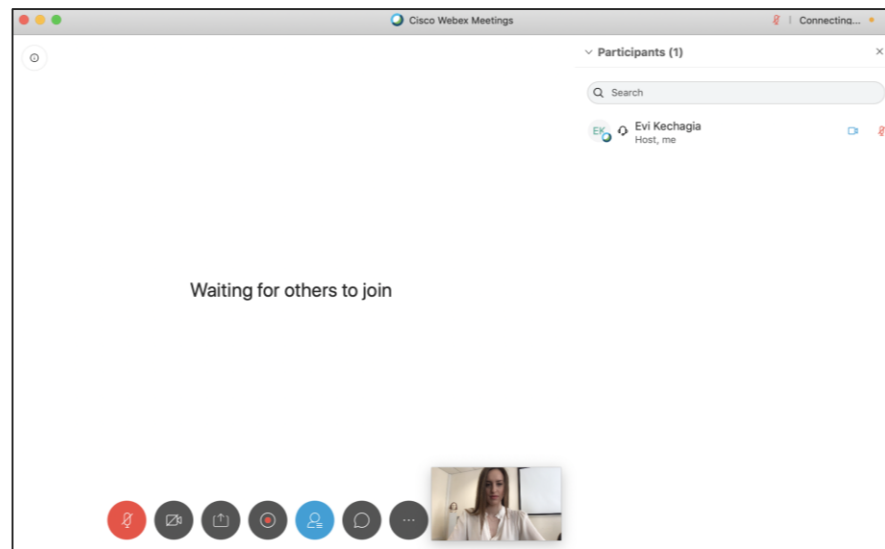 Cisco Webex Meetings
Connecting...
Participants (1)
Search
EK
Evi Kechagia
Host, me
Waiting for others to join